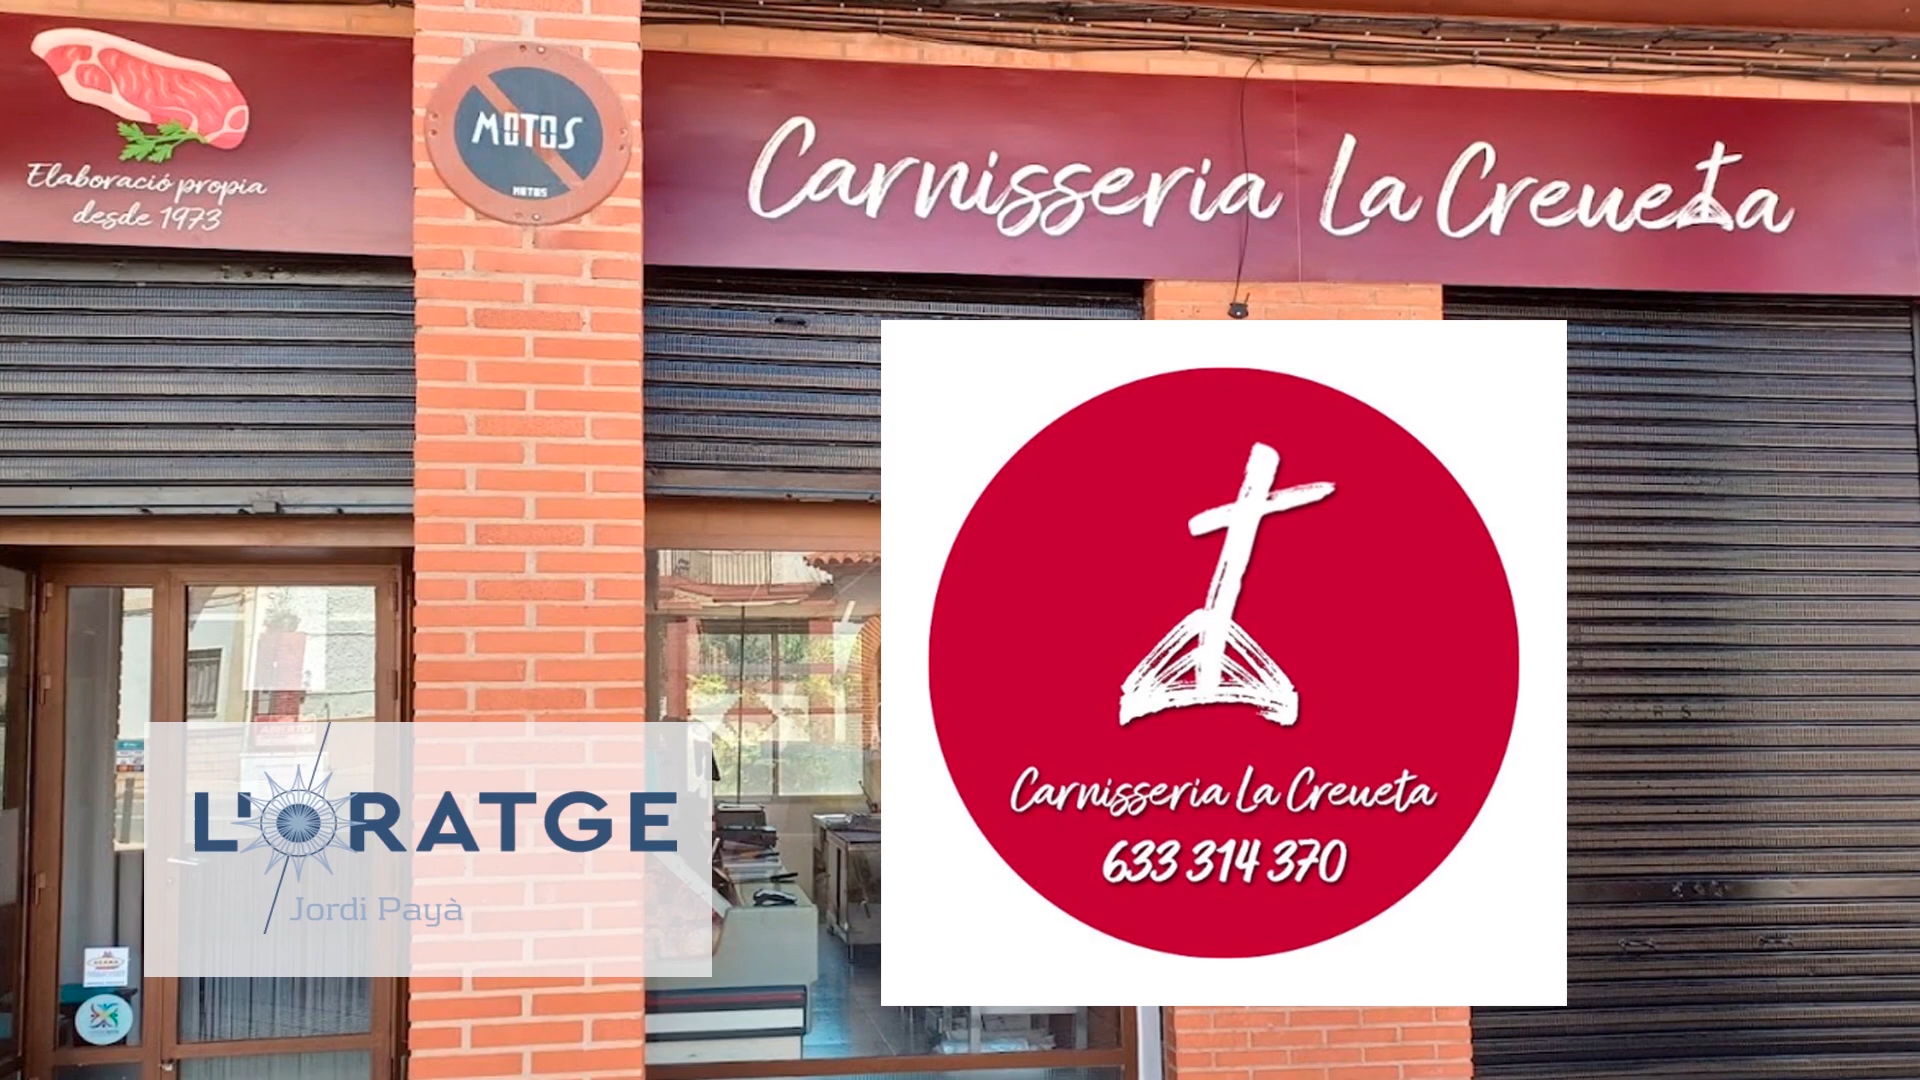 Elaboració propia
desde 1973
MOTOS
MOTOS
Carnisseria La Creueta
L'ORATGE
Jordi Payà
Carnisseria La Creueta
633 314 370